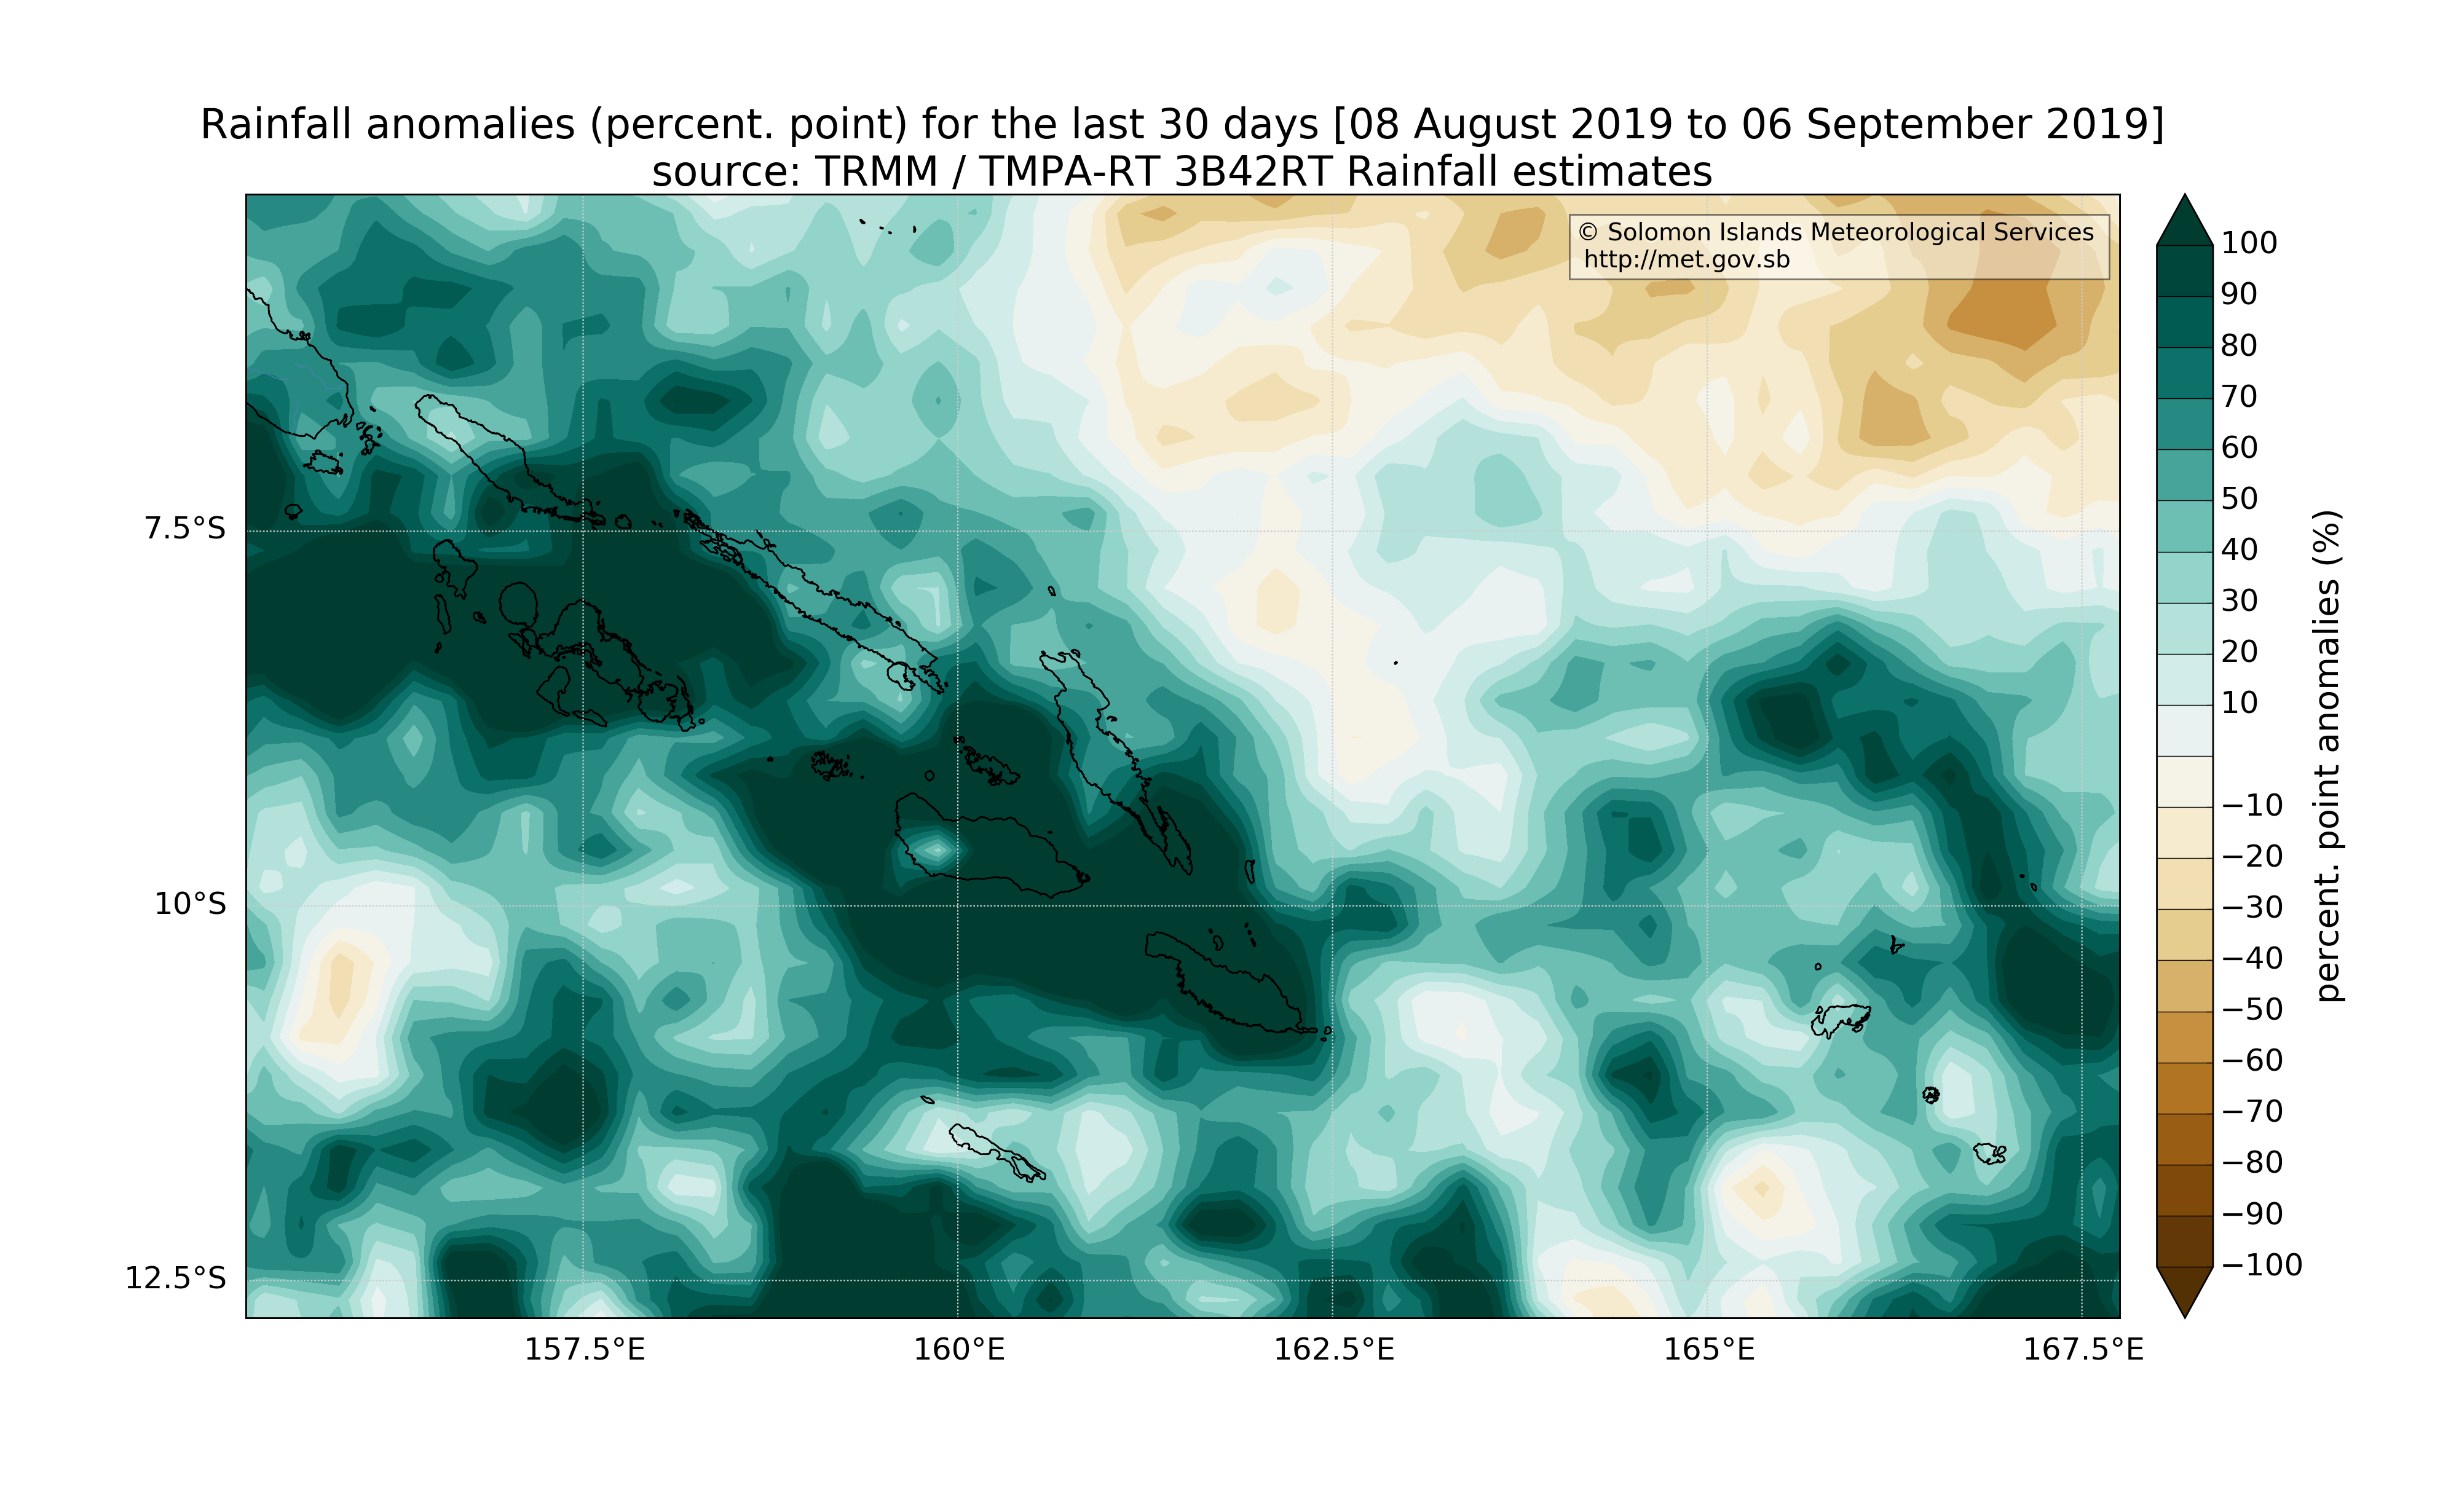 Rainfall anomalies (percent. point) for the last 30 days [08 August 2019 to 06 September 2019]
source: TRMM / TMPA-RT 3B42RT Rainfall estimates
© Solomon Islands Meteorological Services
http://met.gov.sb
7.5°S
10°S
12.5°S
157.5°E
160°E
162.5°E
165°E
167.5°E
100
90
80
70
60
50
40
30
20
10
−10
−20
−30
−40
−50
−60
−70
−80
−90
−100
percent. point anomalies (%)